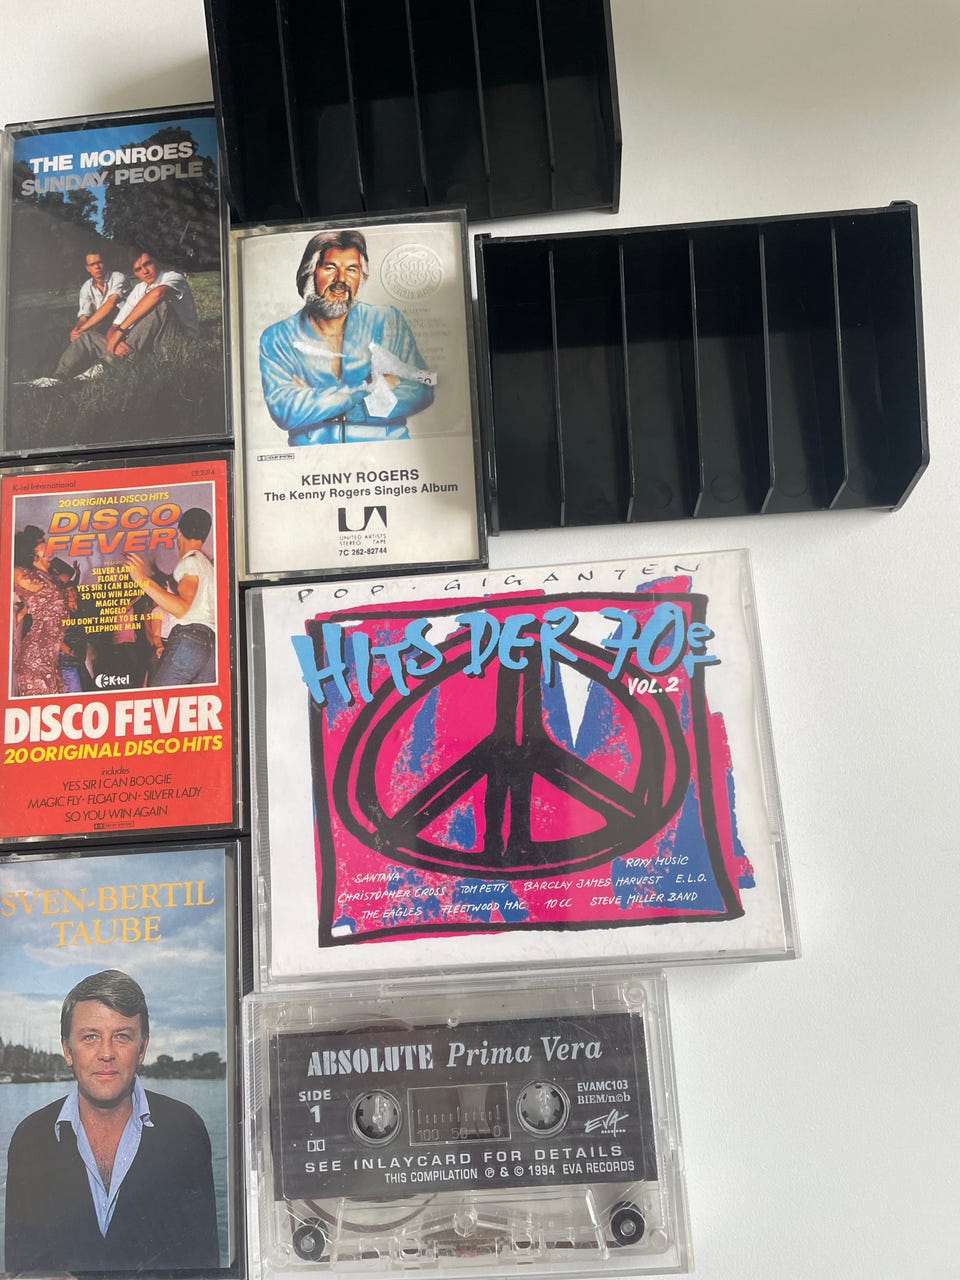 THE MONROES
SUNDAY PEOPLE
KENNY ROGERS
The Kenny Rogers Singles Album
UA
UNITED ARTISTS
STEREO TAPE
7C 262-82744
K-tel International
CE 2016
20 ORIGINAL DISCO HITS
DISCO
FEVER
SILVER LADY
FLOAT ON
YES SIR I CAN BOOGIE
SO YOU WIN AGAIN
MAGIC FLY
ANGELO
YOU DON'T HAVE TO BE A STAR
TELEPHONE MAN
K-tel
DISCO FEVER
20 ORIGINAL DISCO HITS
includes
YES SIR I CAN BOOGIE
MAGIC FLY · FLOAT ON · SILVER LADY
SO YOU WIN AGAIN
POP · GIGANTEN
HITS DER 70er
VOL. 2
ROXY MUSIC
SANTANA
CHRISTOPHER CROSS TOM PETTY BARCLAY JAMES HARVEST E.L.O.
THE EAGLES FLEETWOOD MAC 10 CC STEVE MILLER BAND
SVEN-BERTIL
TAUBE
ABSOLUTE Prima Vera
SIDE
1
EVAMC103
BIEM/n©b
EVA
RECORDS
100 50 0
SEE INLAYCARD FOR DETAILS
THIS COMPILATION ℗ & © 1994 EVA RECORDS